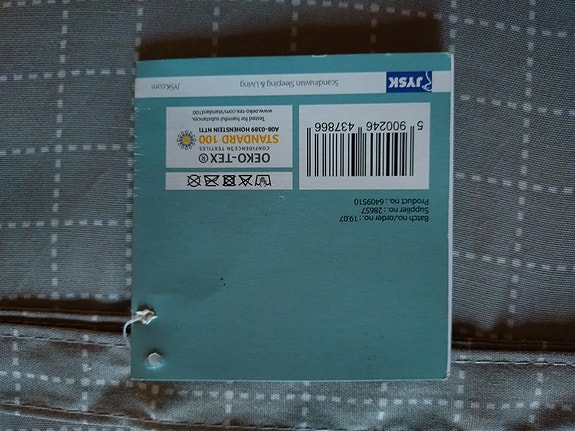 JYSK
Scandinavian Sleeping & Living
JYSK.com
5 900246 437866
OEKO-TEX®
CONFIDENCE IN TEXTILES
STANDARD 100
A08-0389 HOHENSTEIN HTTI
Tested for harmful substances.
www.oeko-tex.com/standard100
Batch no./order no.: 19.07
Supplier no.: 28657
Product no.: 6409510